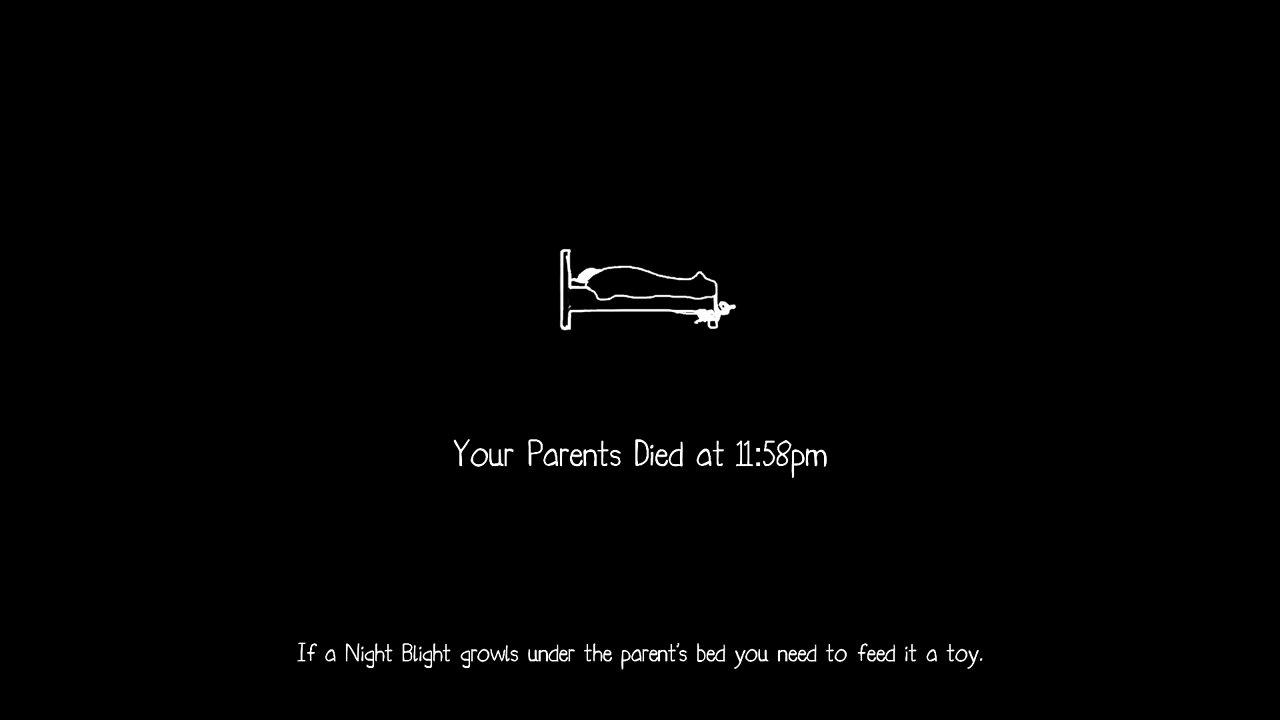 Your Parents Died at 11:58pm
If a Night Blight growls under the parent's bed you need to feed it a toy.